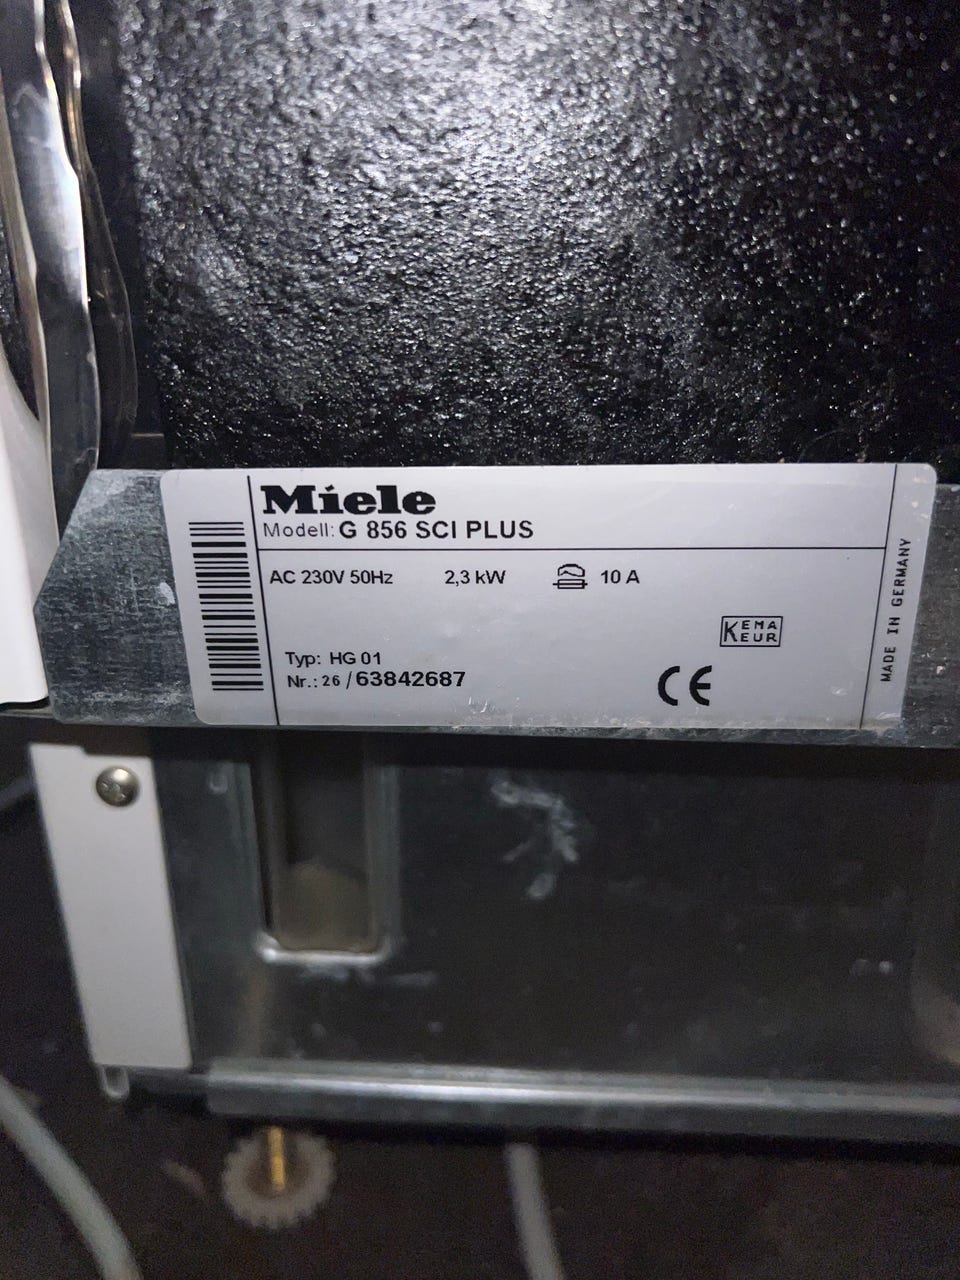 Miele
Modell: G 856 SCI PLUS
AC 230V 50Hz 2,3 kW 10 A
KEMA
KEUR
Typ: HG 01
Nr.: 26 / 63842687
CE
MADE IN GERMANY